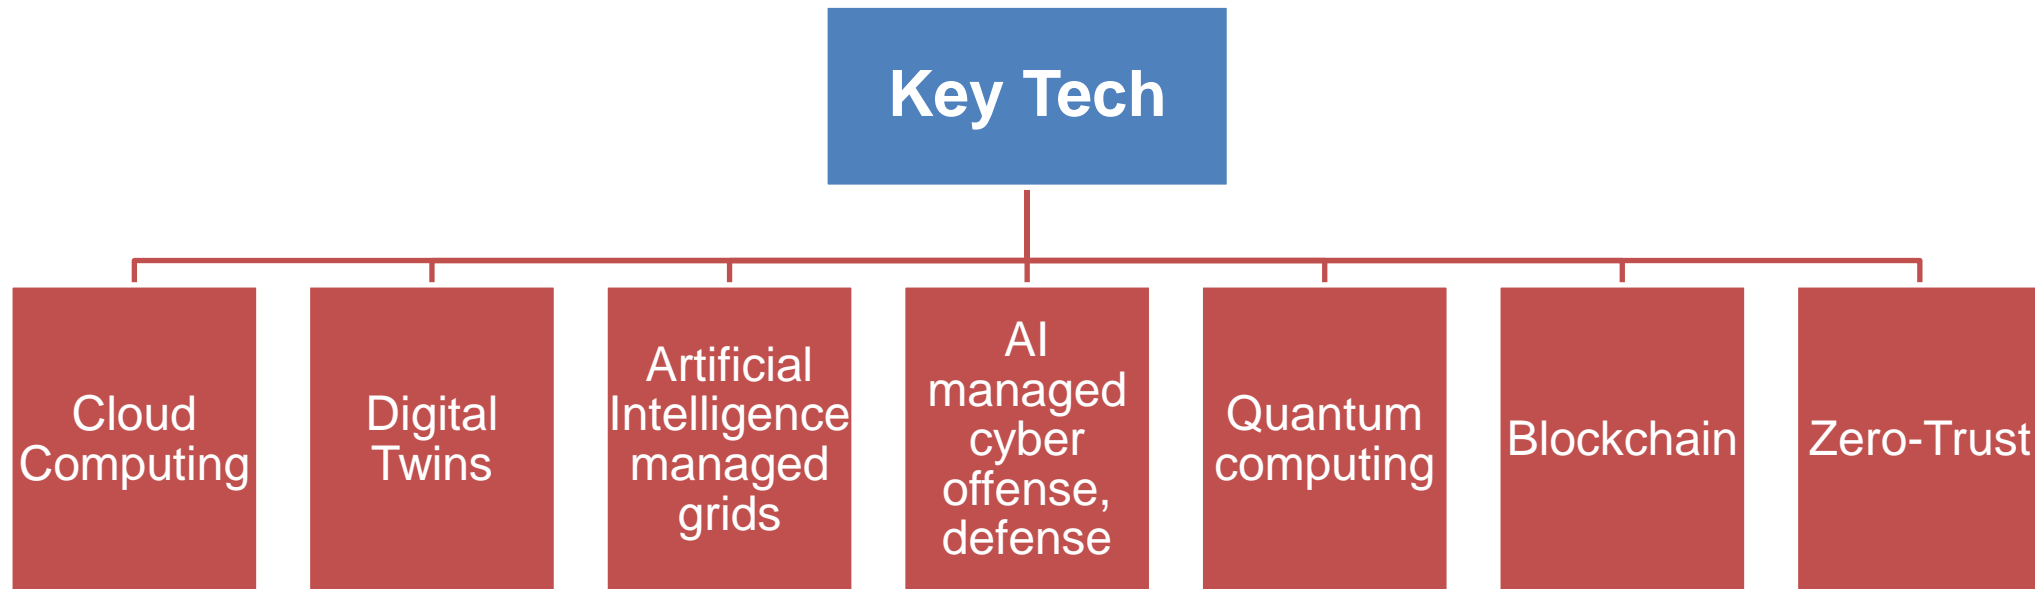 Key Tech
Cloud
Computing
Digital
Twins
Artificial
Intelligence
managed
grids
AI
managed
cyber
offense,
defense
Quantum
computing
Blockchain
Zero-Trust